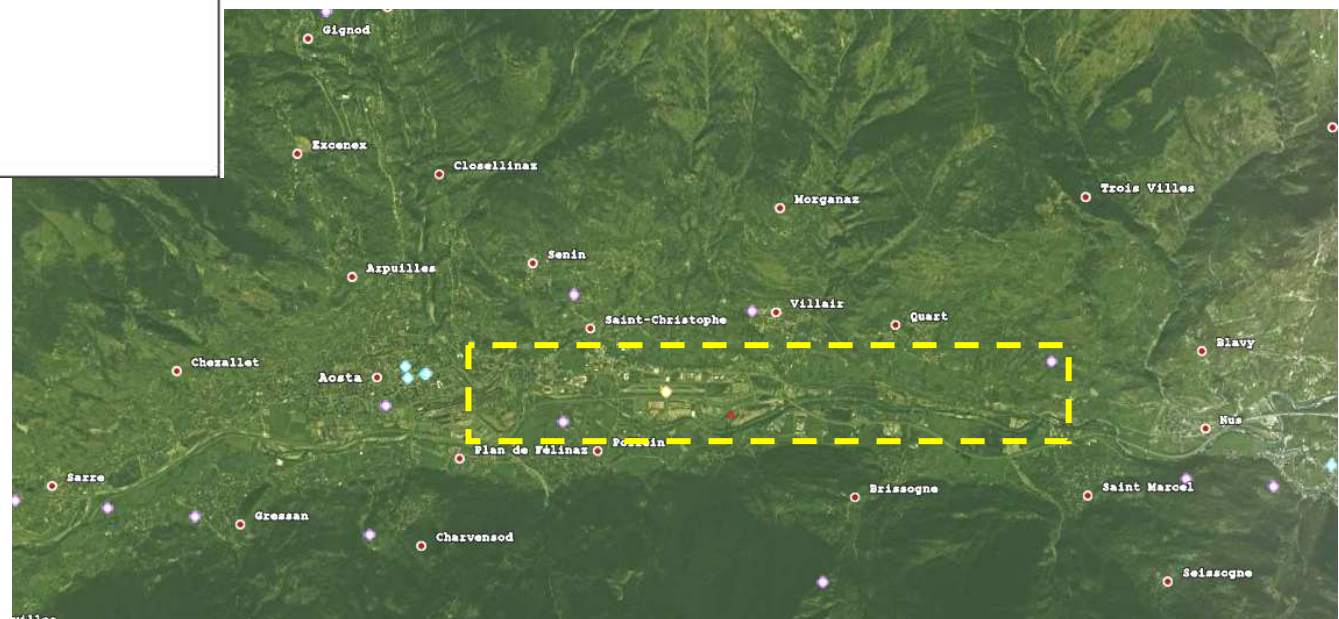 Gignod
Excenex
Closellinaz
Trois Villes
Morganaz
Senin
Arpuilles
Villair
Quart
Saint-Christophe
Blavy
Chezallet
Aosta
Nus
Plan de Félinaz
Sarre
Brissogne
Saint Marcel
Gressan
Charvensod
Seissogne